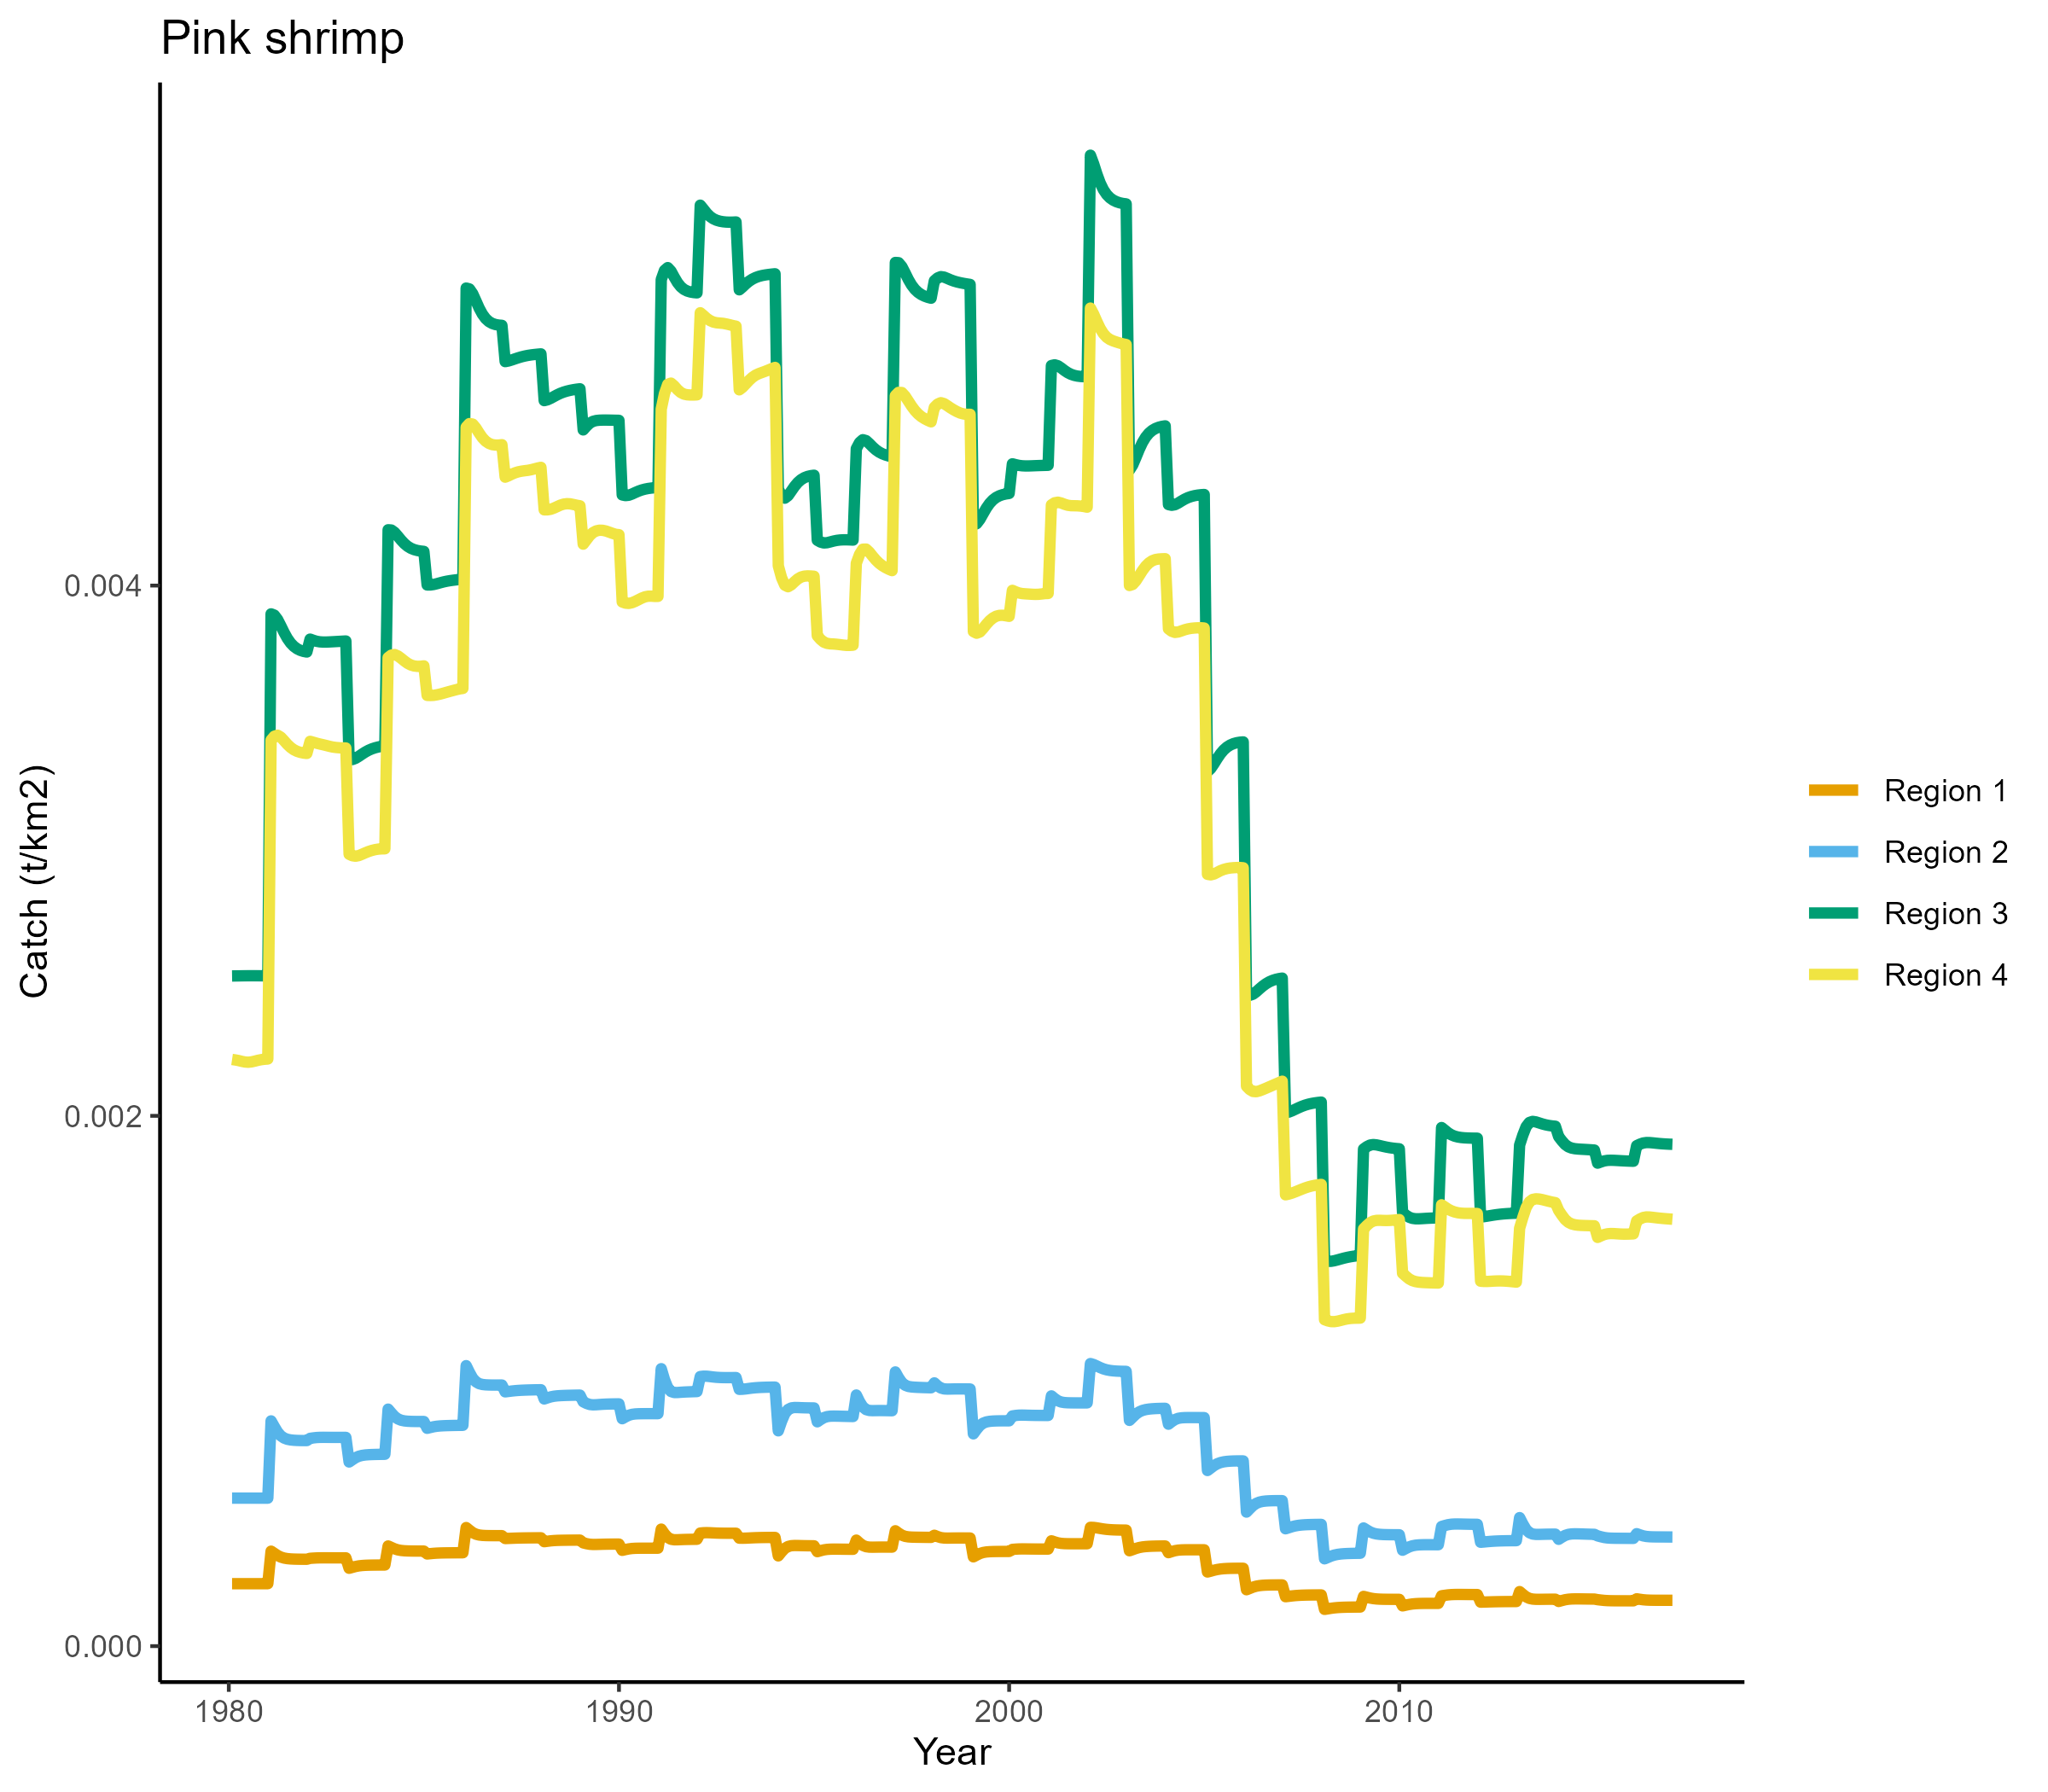 Pink shrimp
Catch (t/km2)
0.004
0.002
0.000
1980
1990
2000
2010
Year
Region 1
Region 2
Region 3
Region 4